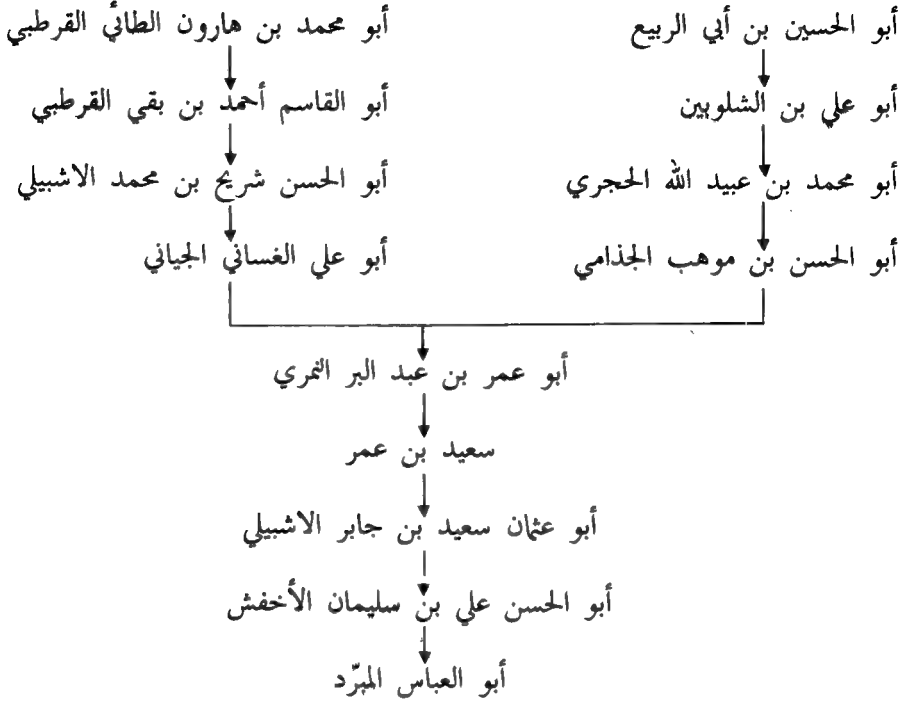 أبو الحسين بن أبي الربيع
أبو محمد بن هارون الطائي القرطبي
أبو علي بن الشلوبين
أبو القاسم أحمد بن بقي القرطبي
أبو محمد بن عبيد الله الحجري
أبو الحسن شريح بن محمد الاشبيلي
أبو الحسن بن موهب الجذامي
أبو علي الغساني الجياني
أبو عمر بن عبد البر النمري
سعيد بن عمر
أبو عثمان سعيد بن جابر الاشبيلي
أبو الحسن علي بن سليمان الأخفش
أبو العباس المبرّد